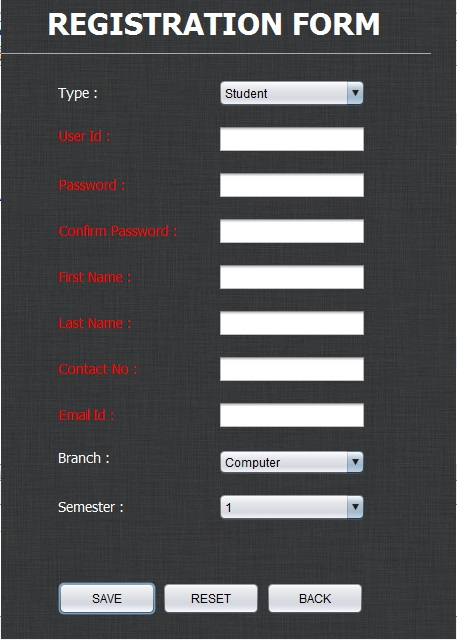 REGISTRATION FORM
Type : Student
User Id :
Password :
Confirm Password :
First Name :
Last Name :
Contact No :
Email Id :
Branch : Computer
Semester : 1
SAVE RESET BACK